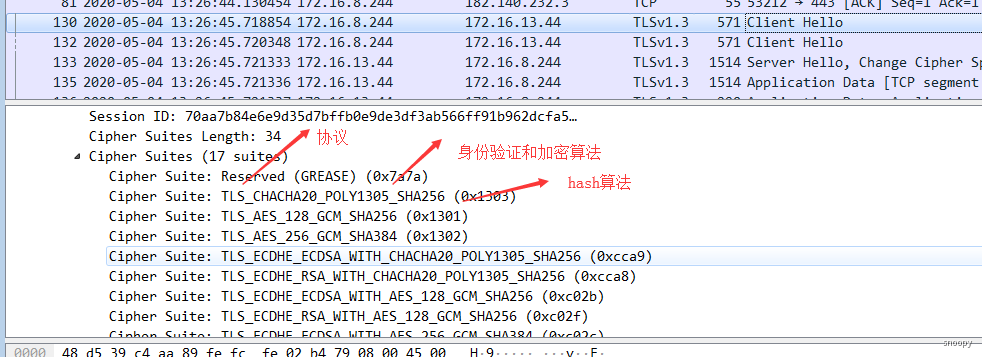 81 2020-05-04 13:26:44.130454 172.16.8.244 182.140.232.3 TCP 55 53212 → 443 [ACK] Seq=1 Ack=1
130 2020-05-04 13:26:45.718854 172.16.8.244 172.16.13.44 TLSv1.3 571 Client Hello
132 2020-05-04 13:26:45.720348 172.16.8.244 172.16.13.44 TLSv1.3 571 Client Hello
133 2020-05-04 13:26:45.721333 172.16.13.44 172.16.8.244 TLSv1.3 1514 Server Hello, Change Cipher Sp
135 2020-05-04 13:26:45.721336 172.16.13.44 172.16.8.244 TLSv1.3 1514 Application Data [TCP segment
Session ID: 70aa7b84e6e9d35d7bffb0e9de3df3ab566ff91b962dcfa5…
Cipher Suites Length: 34
协议
Cipher Suites (17 suites)
身份验证和加密算法
Cipher Suite: Reserved (GREASE) (0x7a7a)
hash算法
Cipher Suite: TLS_CHACHA20_POLY1305_SHA256 (0x1303)
Cipher Suite: TLS_AES_128_GCM_SHA256 (0x1301)
Cipher Suite: TLS_AES_256_GCM_SHA384 (0x1302)
Cipher Suite: TLS_ECDHE_ECDSA_WITH_CHACHA20_POLY1305_SHA256 (0xcca9)
Cipher Suite: TLS_ECDHE_RSA_WITH_CHACHA20_POLY1305_SHA256 (0xcca8)
Cipher Suite: TLS_ECDHE_ECDSA_WITH_AES_128_GCM_SHA256 (0xc02b)
Cipher Suite: TLS_ECDHE_RSA_WITH_AES_128_GCM_SHA256 (0xc02f)
Cipher Suite: TLS_ECDHE_ECDSA_WITH_AES_256_GCM_SHA384 (0xc02c)
snoopy
0000 48 d5 39 c4 aa 89 fe fc fe 02 b4 79 08 00 45 00